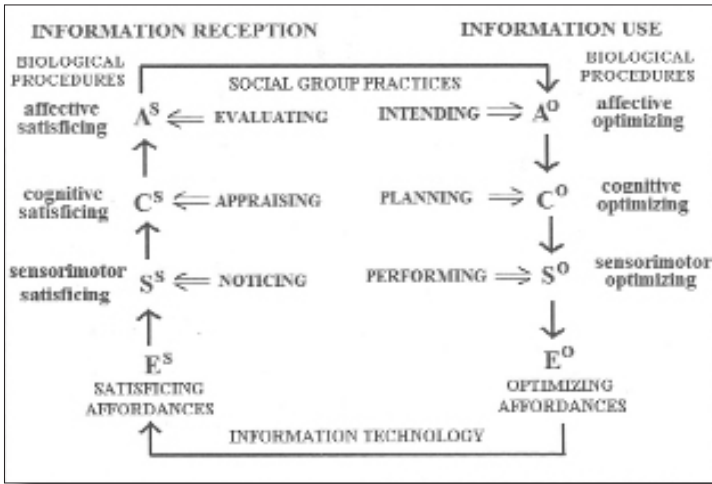 INFORMATION RECEPTION INFORMATION USE
BIOLOGICAL PROCEDURES BIOLOGICAL PROCEDURES
SOCIAL GROUP PRACTICES
affective satisficing A^S EVALUATING INTENDING A^O affective optimizing
cognitive satisficing C^S APPRAISING PLANNING C^O cognitive optimizing
sensorimotor satisficing S^S NOTICING PERFORMING S^O sensorimotor optimizing
E^S E^O
SATISFICING AFFORDANCES OPTIMIZING AFFORDANCES
INFORMATION TECHNOLOGY